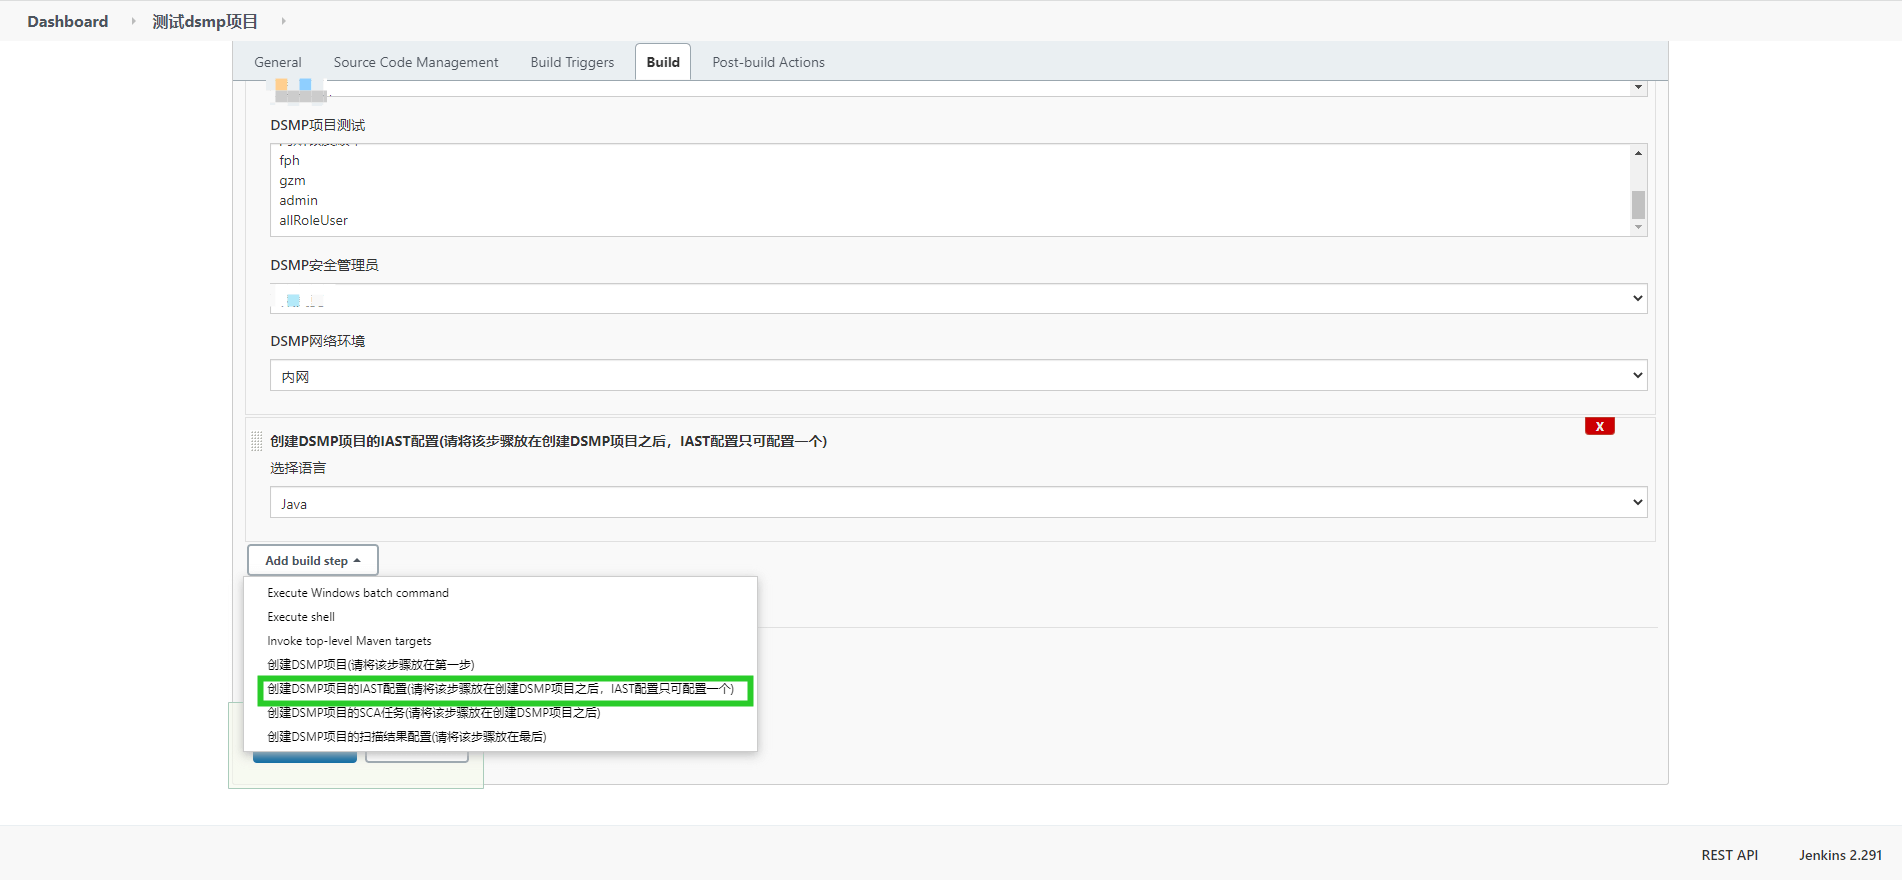 Dashboard
测试dsmp项目
General
Source Code Management
Build Triggers
Build
Post-build Actions
DSMP项目测试
fph
gzm
admin
allRoleUser
DSMP安全管理员
DSMP网络环境
内网
创建DSMP项目的IAST配置(请将该步骤放在创建DSMP项目之后，IAST配置只可配置一个)
X
选择语言
Java
Add build step
Execute Windows batch command
Execute shell
Invoke top-level Maven targets
创建DSMP项目(请将该步骤放在第一步)
创建DSMP项目的IAST配置(请将该步骤放在创建DSMP项目之后，IAST配置只可配置一个)
创建DSMP项目的SCA任务(请将该步骤放在创建DSMP项目之后)
创建DSMP项目的扫描结果配置(请将该步骤放在最后)
REST API
Jenkins 2.291